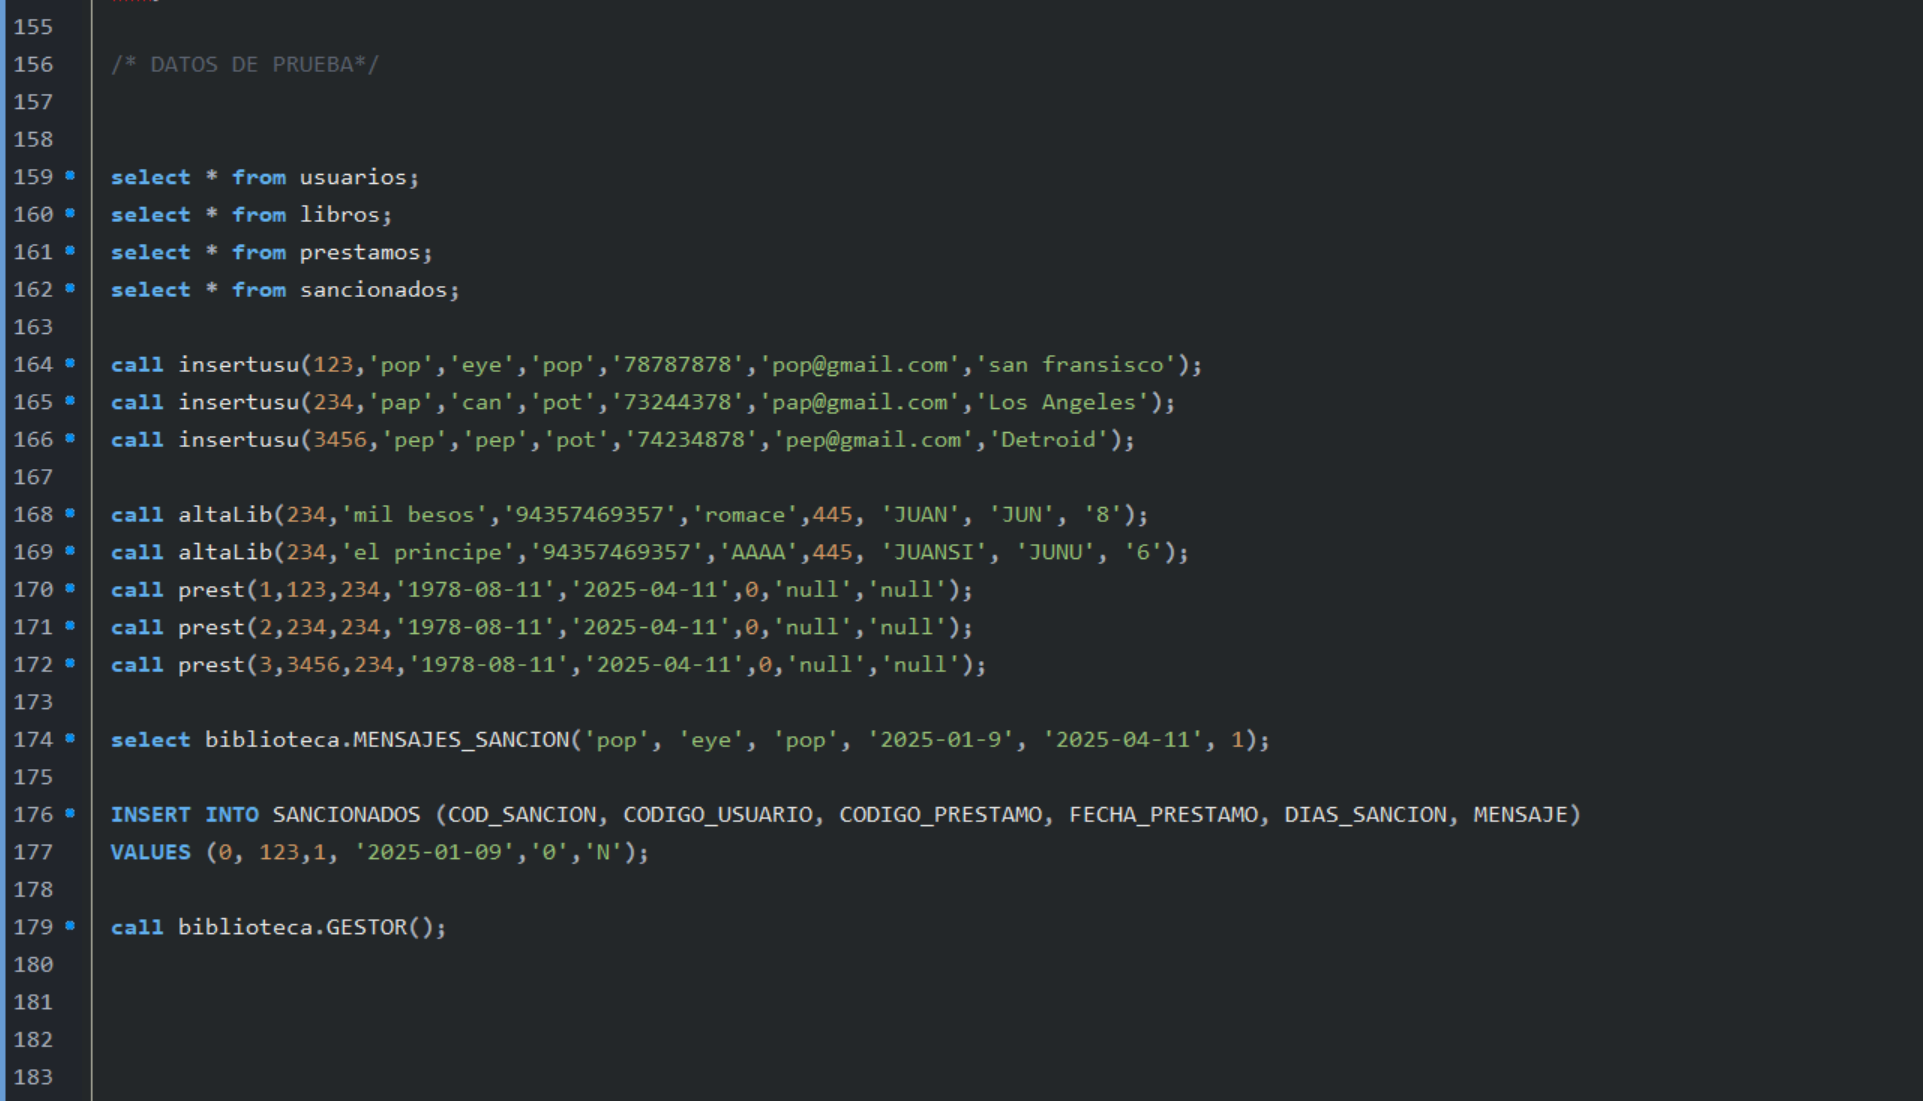 155
156 /* DATOS DE PRUEBA*/
157
158
159 select * from usuarios;
160 select * from libros;
161 select * from prestamos;
162 select * from sancionados;
163
164 call insertusu(123,'pop','eye','pop','78787878','pop@gmail.com','san fransisco');
165 call insertusu(234,'pap','can','pot','73244378','pap@gmail.com','Los Angeles');
166 call insertusu(3456,'pep','pep','pot','74234878','pep@gmail.com','Detroid');
167
168 call altaLib(234,'mil besos','94357469357','romace',445, 'JUAN', 'JUN', '8');
169 call altaLib(234,'el principe','94357469357','AAAA',445, 'JUANSI', 'JUNU', '6');
170 call prest(1,123,234,'1978-08-11','2025-04-11',0,'null','null');
171 call prest(2,234,234,'1978-08-11','2025-04-11',0,'null','null');
172 call prest(3,3456,234,'1978-08-11','2025-04-11',0,'null','null');
173
174 select biblioteca.MENSAJES_SANCION('pop', 'eye', 'pop', '2025-01-9', '2025-04-11', 1);
175
176 INSERT INTO SANCIONADOS (COD_SANCION, CODIGO_USUARIO, CODIGO_PRESTAMO, FECHA_PRESTAMO, DIAS_SANCION, MENSAJE)
177 VALUES (0, 123,1, '2025-01-09','0','N');
178
179 call biblioteca.GESTOR();
180
181
182
183